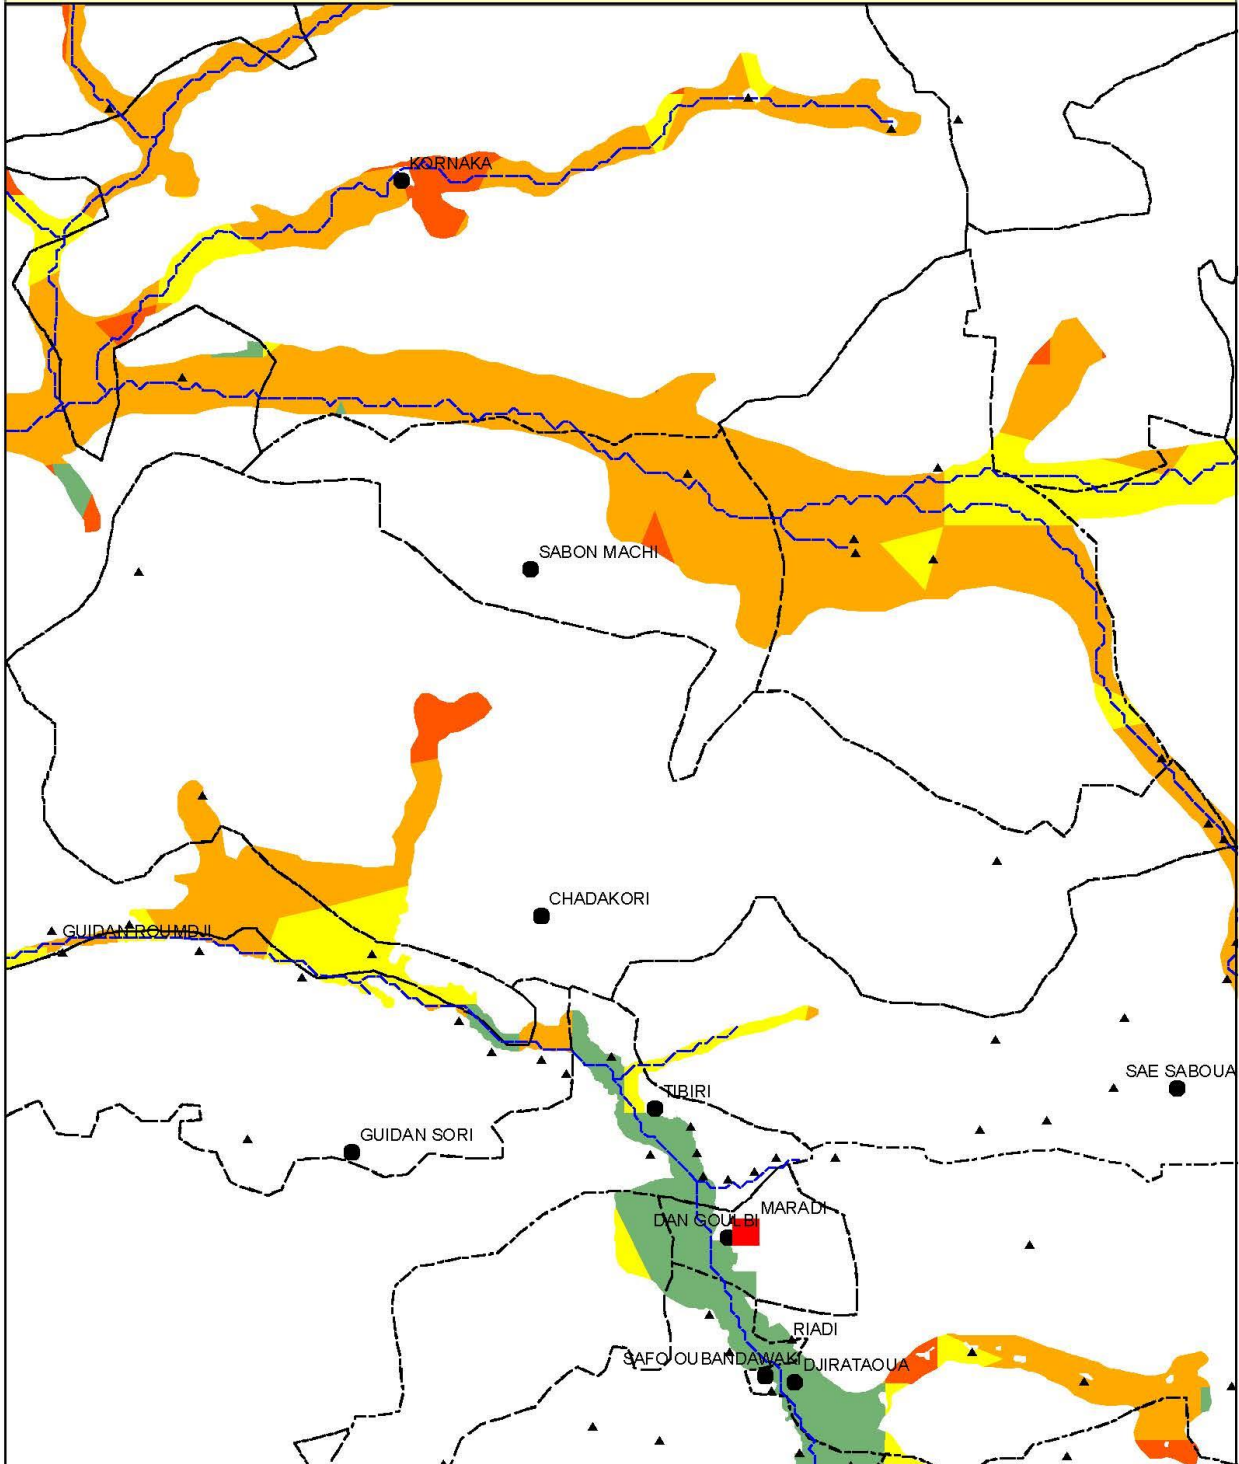 KORNAKA
SABON MACHI
CHADAKORI
GUIDAN ROUMDJI
SAE SABOUA
TIBIRI
GUIDAN SORI
MARADI
DAN GOULBI
RIADI
SAFO OUBANDAWAKI
DJIRATAOUA